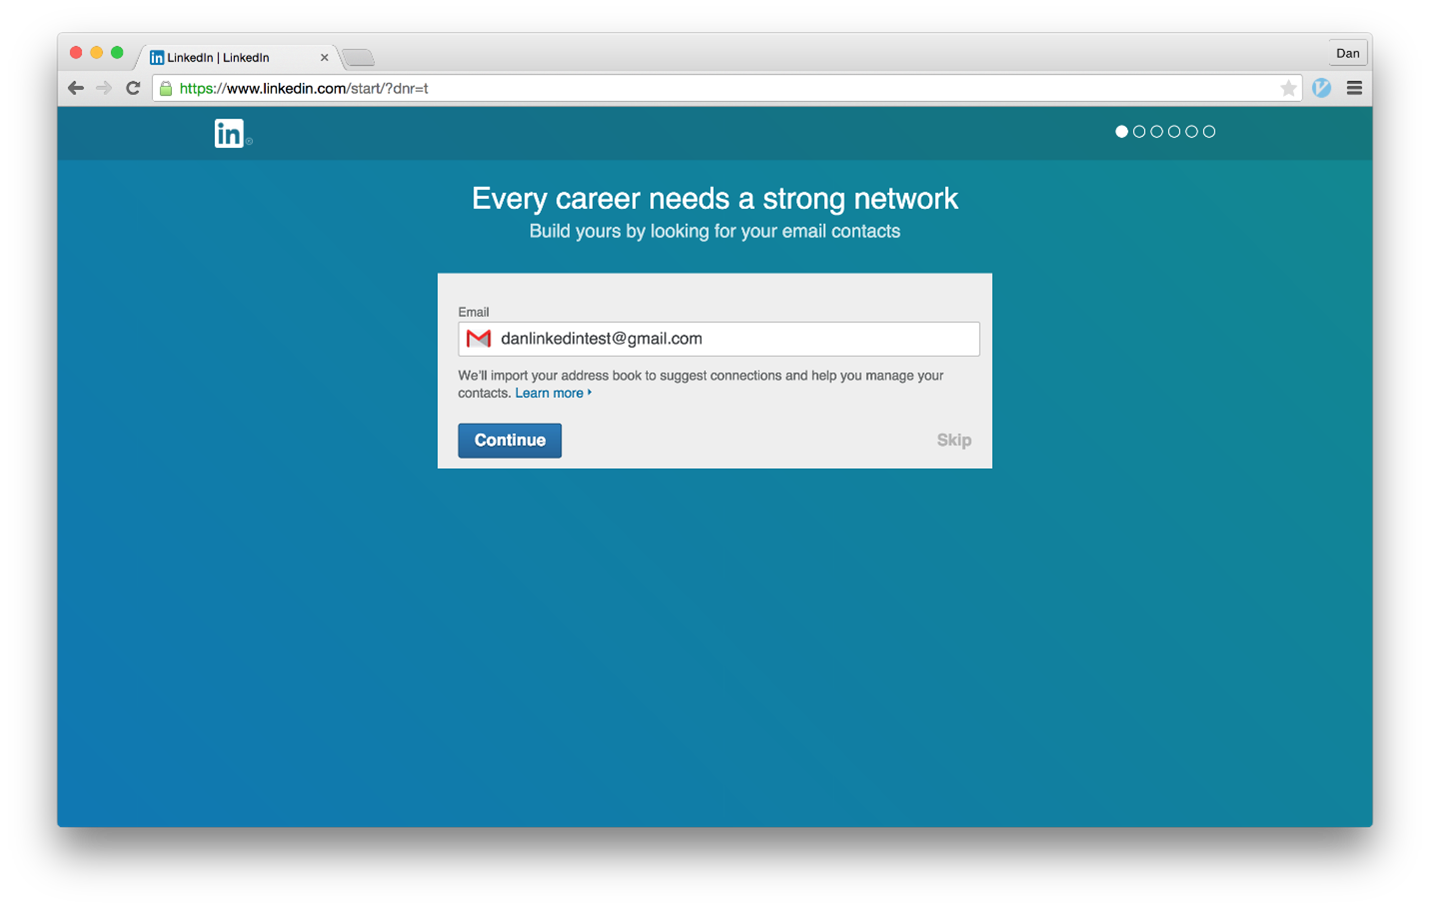 LinkedIn | LinkedIn
Dan
https://www.linkedin.com/start/?dnr=t
in®
Every career needs a strong network
Build yours by looking for your email contacts
Email
danlinkedintest@gmail.com
We'll import your address book to suggest connections and help you manage your
contacts. Learn more
Continue
Skip